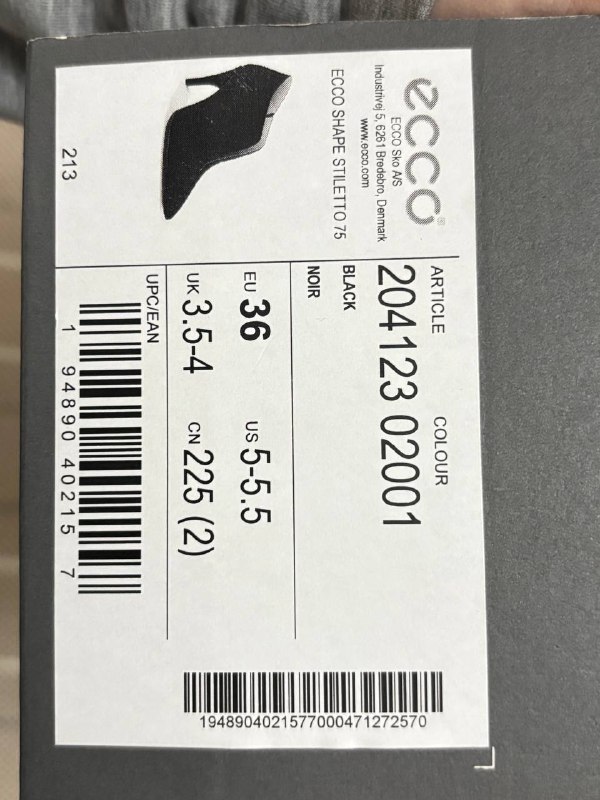 ecco®
ECCO Sko A/S
Industrivej 5, 6261 Bredebro, Denmark
www.ecco.com
ECCO SHAPE STILETTO 75
213
ARTICLE COLOUR
204123 02001
BLACK
NOIR
EU 36 US 5-5.5
UK 3.5-4 CN 225 (2)
UPC/EAN
1 94890 40215 7
1948904021577000471272570